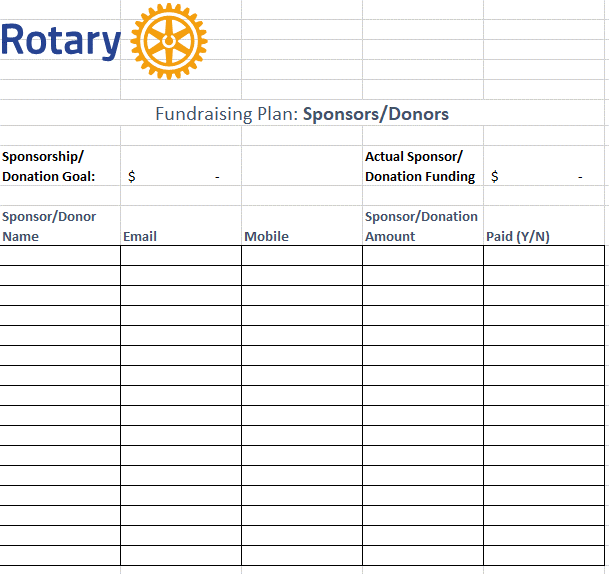 Rotary
Fundraising Plan: Sponsors/Donors
Sponsorship/ Actual Sponsor/
Donation Goal: $ - Donation Funding $ -
Sponsor/Donor Sponsor/Donation
Name Email Mobile Amount Paid (Y/N)